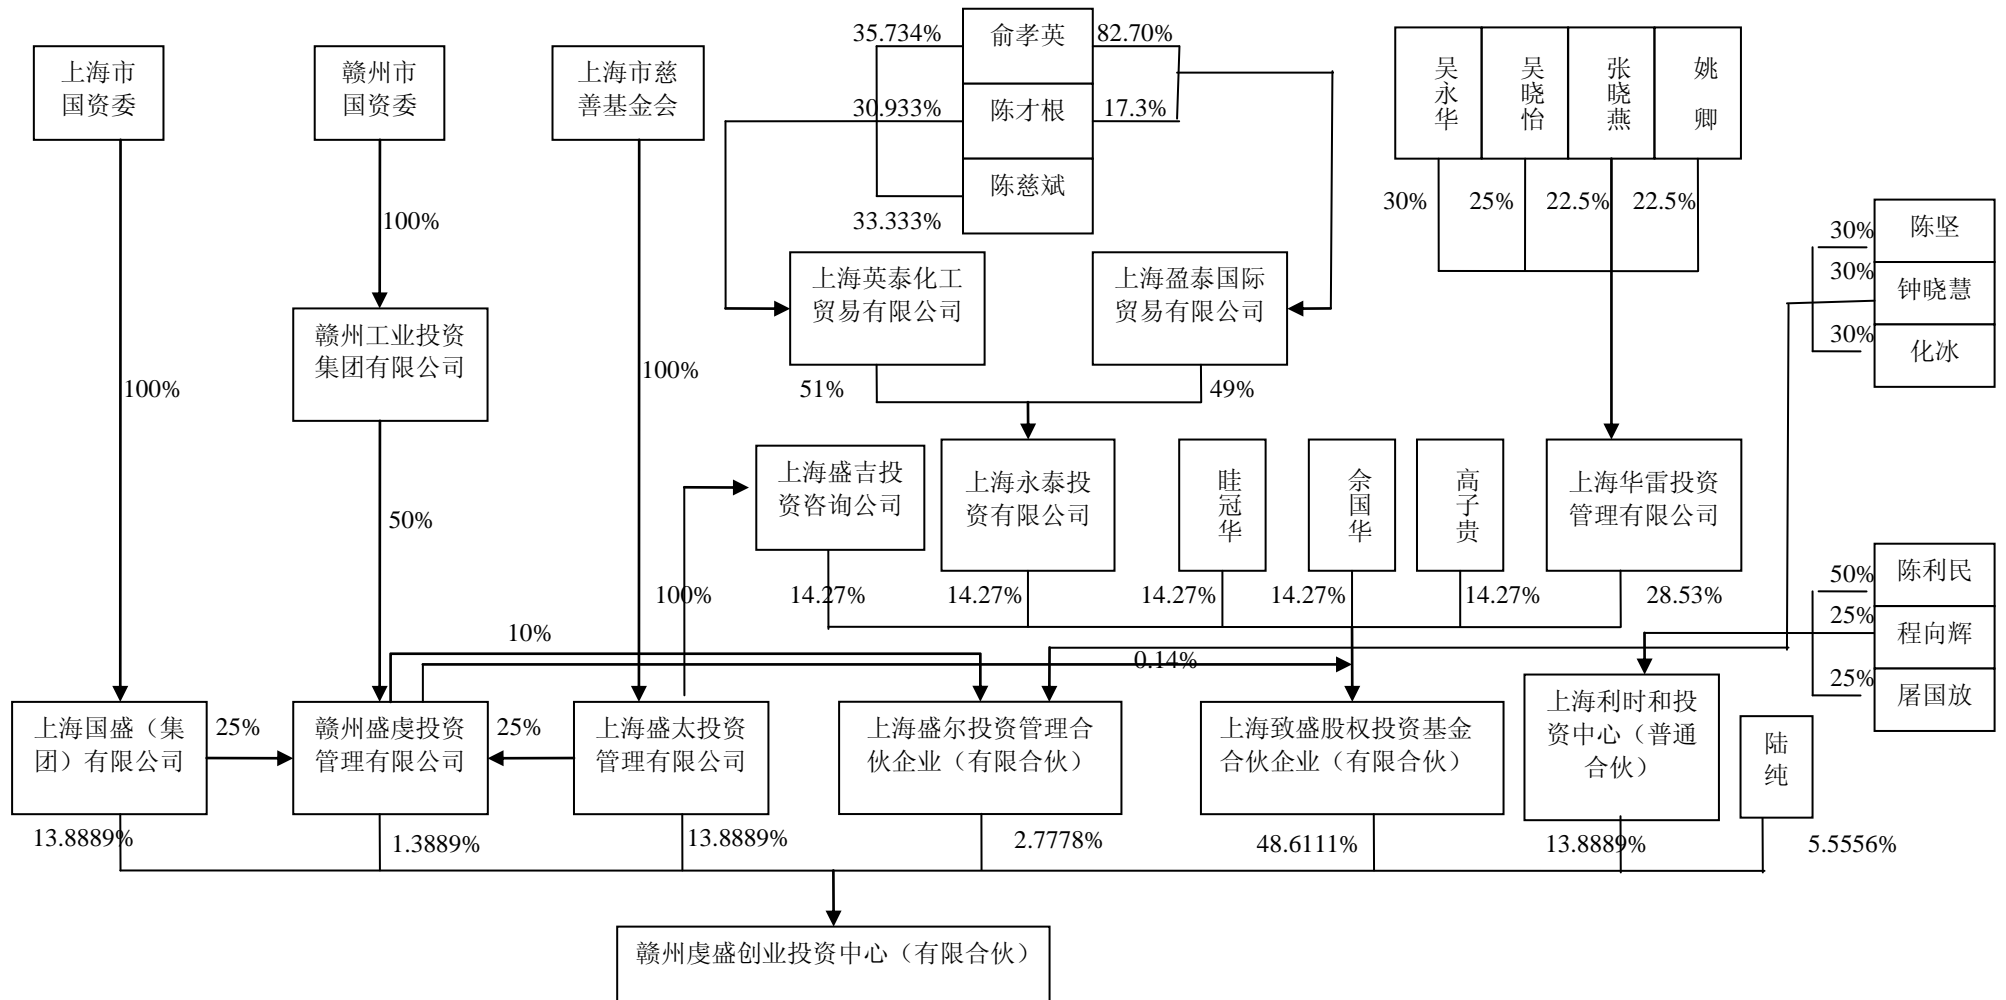 35.734%
俞孝英
82.70%
上海市
国资委
赣州市
国资委
上海市慈
善基金会
30.933%
陈才根
17.3%
陈慈斌
33.333%
吴永华
吴晓怡
张晓燕
姚卿
30%
25%
22.5%
22.5%
100%
30%
陈坚
30%
钟晓慧
30%
化冰
上海英泰化工
贸易有限公司
上海盈泰国际
贸易有限公司
赣州工业投资
集团有限公司
100%
100%
51%
49%
50%
上海盛吉投
资咨询公司
上海永泰投
资有限公司
眭冠华
佘国华
高子贵
上海华雷投资
管理有限公司
100%
14.27%
14.27%
14.27%
14.27%
14.27%
28.53%
50%
陈利民
25%
程向辉
25%
屠国放
10%
0.14%
上海国盛（集
团）有限公司
25%
赣州盛虔投资
管理有限公司
25%
上海盛太投资
管理有限公司
上海盛尔投资管理合
伙企业（有限合伙）
上海致盛股权投资基金
合伙企业（有限合伙）
上海利时和投
资中心（普通
合伙）
陆纯
13.8889%
1.3889%
13.8889%
2.7778%
48.6111%
13.8889%
5.5556%
赣州虔盛创业投资中心（有限合伙）